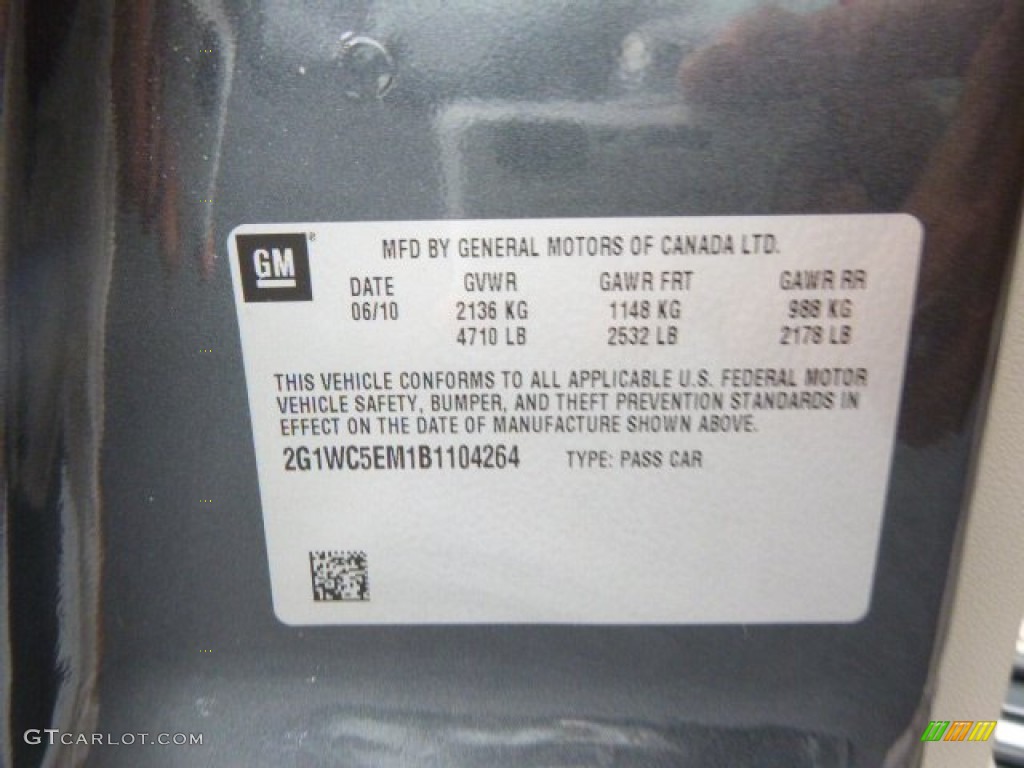 GM®
MFD BY GENERAL MOTORS OF CANADA LTD.
DATE GVWR GAWR FRT GAWR RR
06/10 2136 KG 1148 KG 988 KG
4710 LB 2532 LB 2178 LB
THIS VEHICLE CONFORMS TO ALL APPLICABLE U.S. FEDERAL MOTOR
VEHICLE SAFETY, BUMPER, AND THEFT PREVENTION STANDARDS IN
EFFECT ON THE DATE OF MANUFACTURE SHOWN ABOVE.
2G1WC5EM1B1104264 TYPE: PASS CAR
GTCARLOT.COM